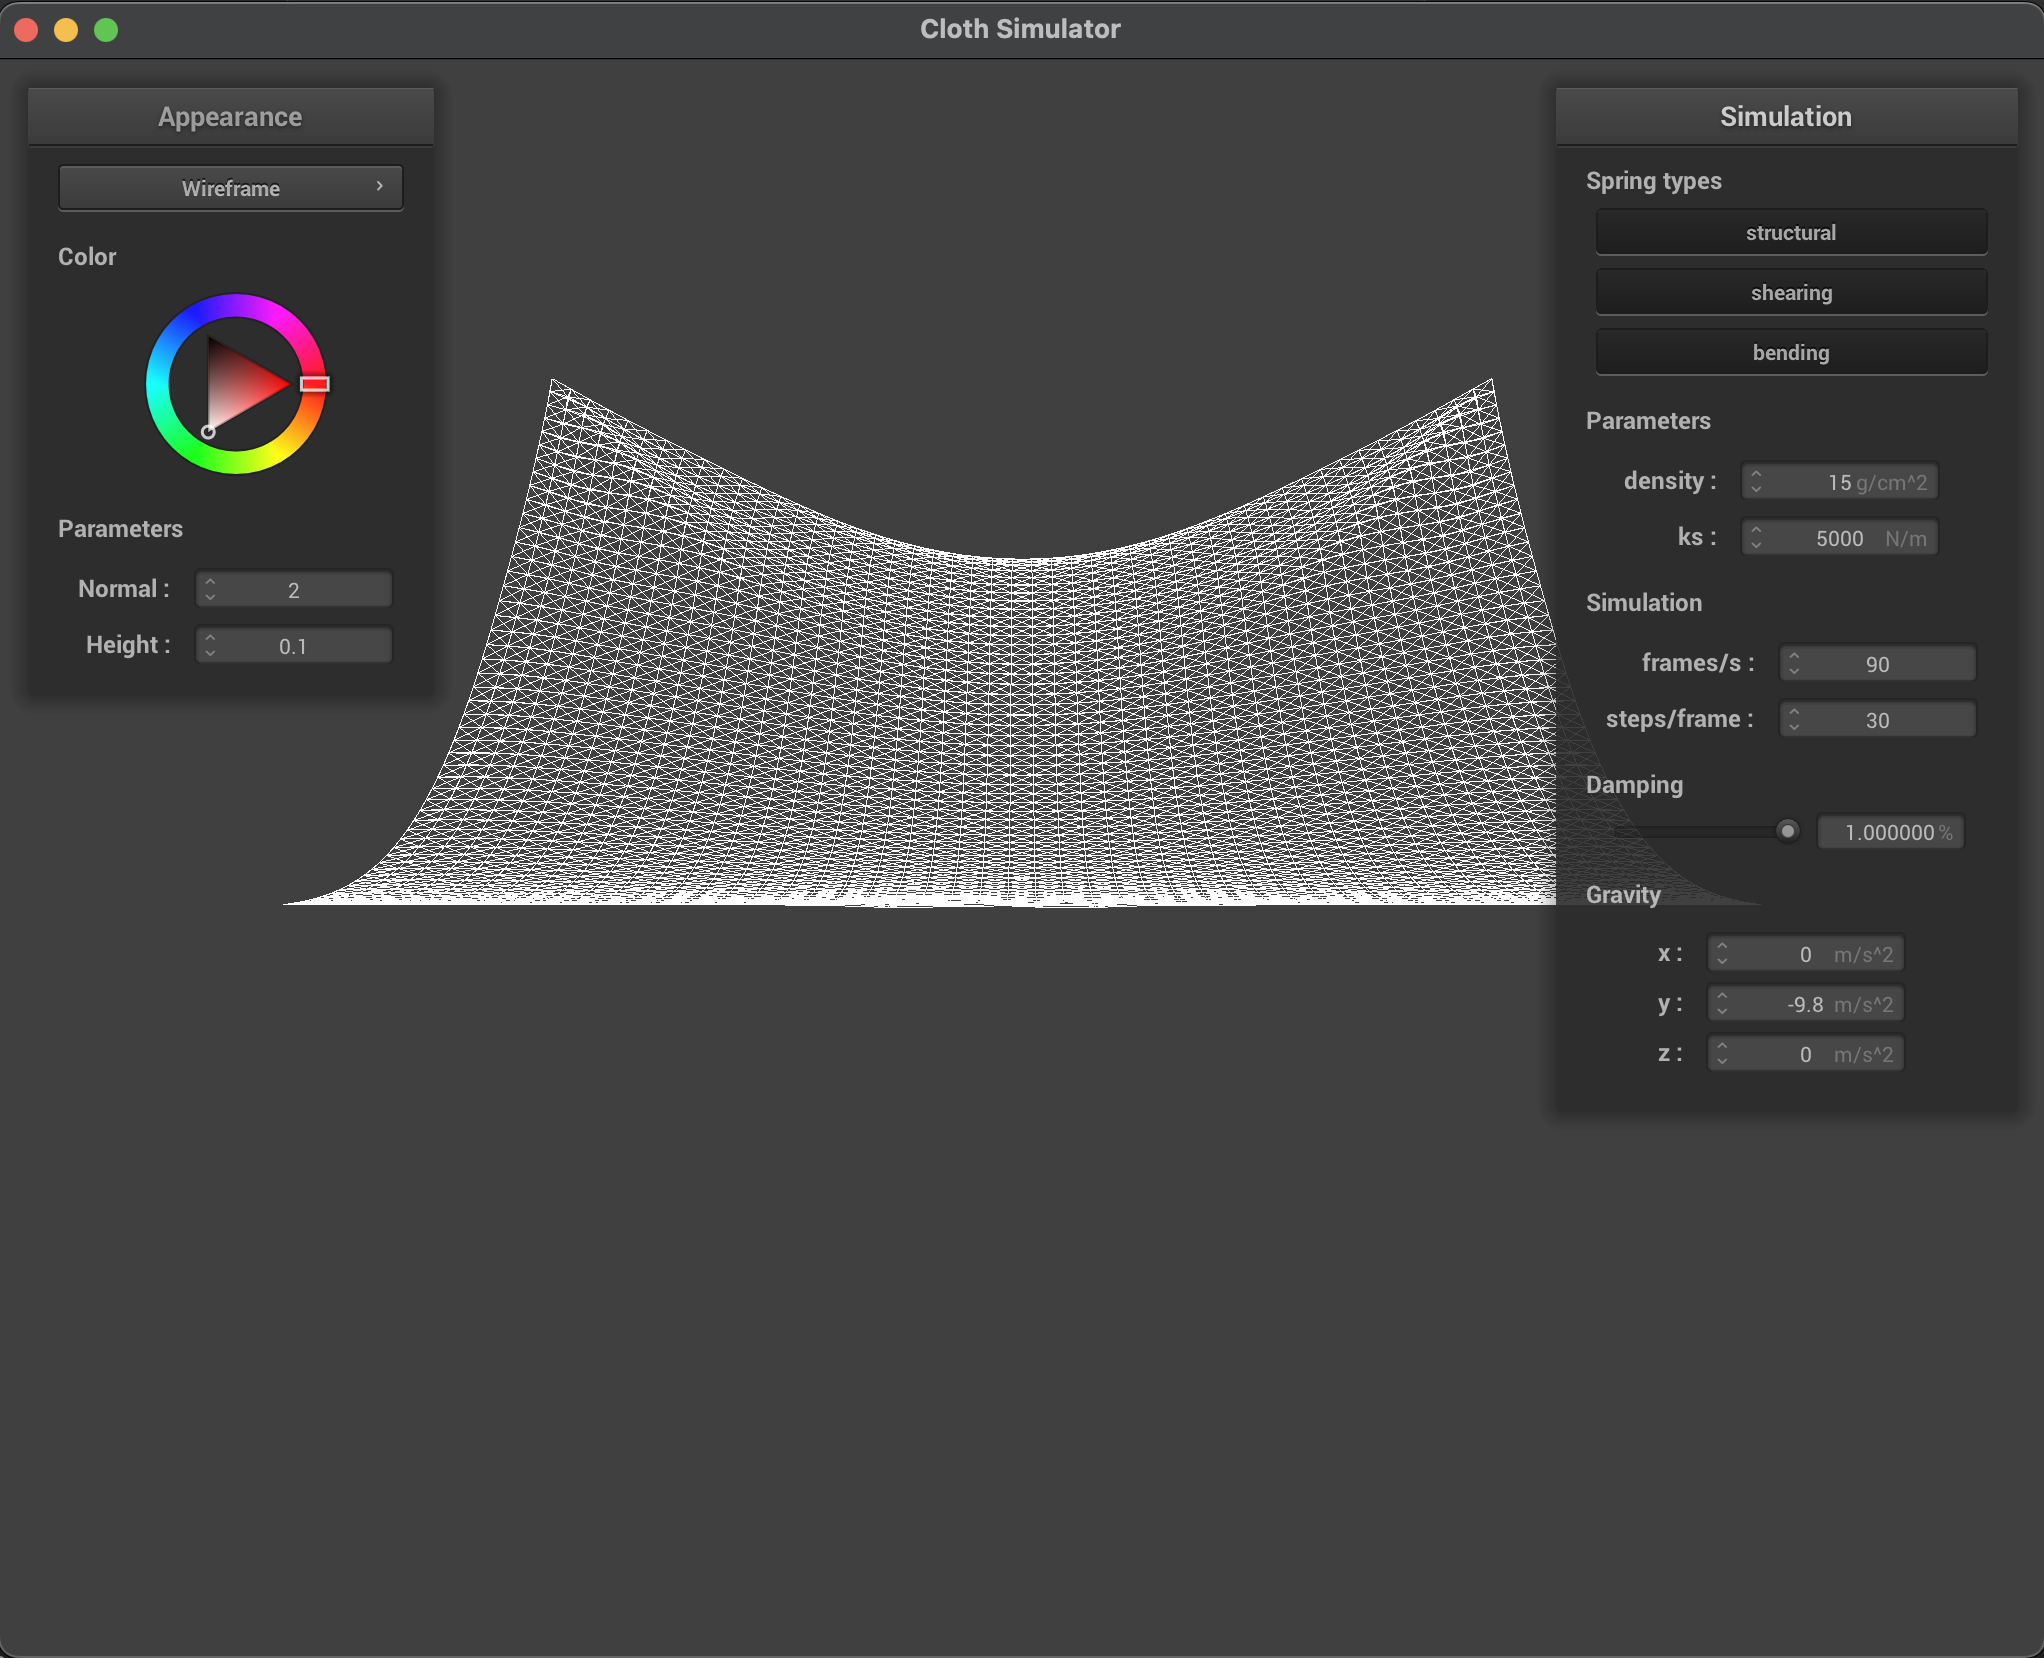 Cloth Simulator
Appearance
Wireframe
Color
Parameters
Normal : 2
Height : 0.1
Simulation
Spring types
structural
shearing
bending
Parameters
density : 15 g/cm^2
ks : 5000 N/m
Simulation
frames/s : 90
steps/frame : 30
Damping
1.000000 %
Gravity
x : 0 m/s^2
y : -9.8 m/s^2
z : 0 m/s^2